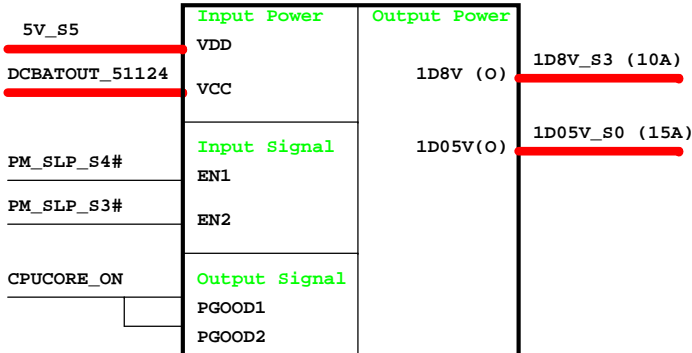 Input Power
Output Power
5V_S5
VDD
DCBATOUT_51124
VCC
1D8V (O)
1D8V_S3 (10A)
Input Signal
1D05V(O)
1D05V_S0 (15A)
PM_SLP_S4#
EN1
PM_SLP_S3#
EN2
CPUCORE_ON
Output Signal
PGOOD1
PGOOD2